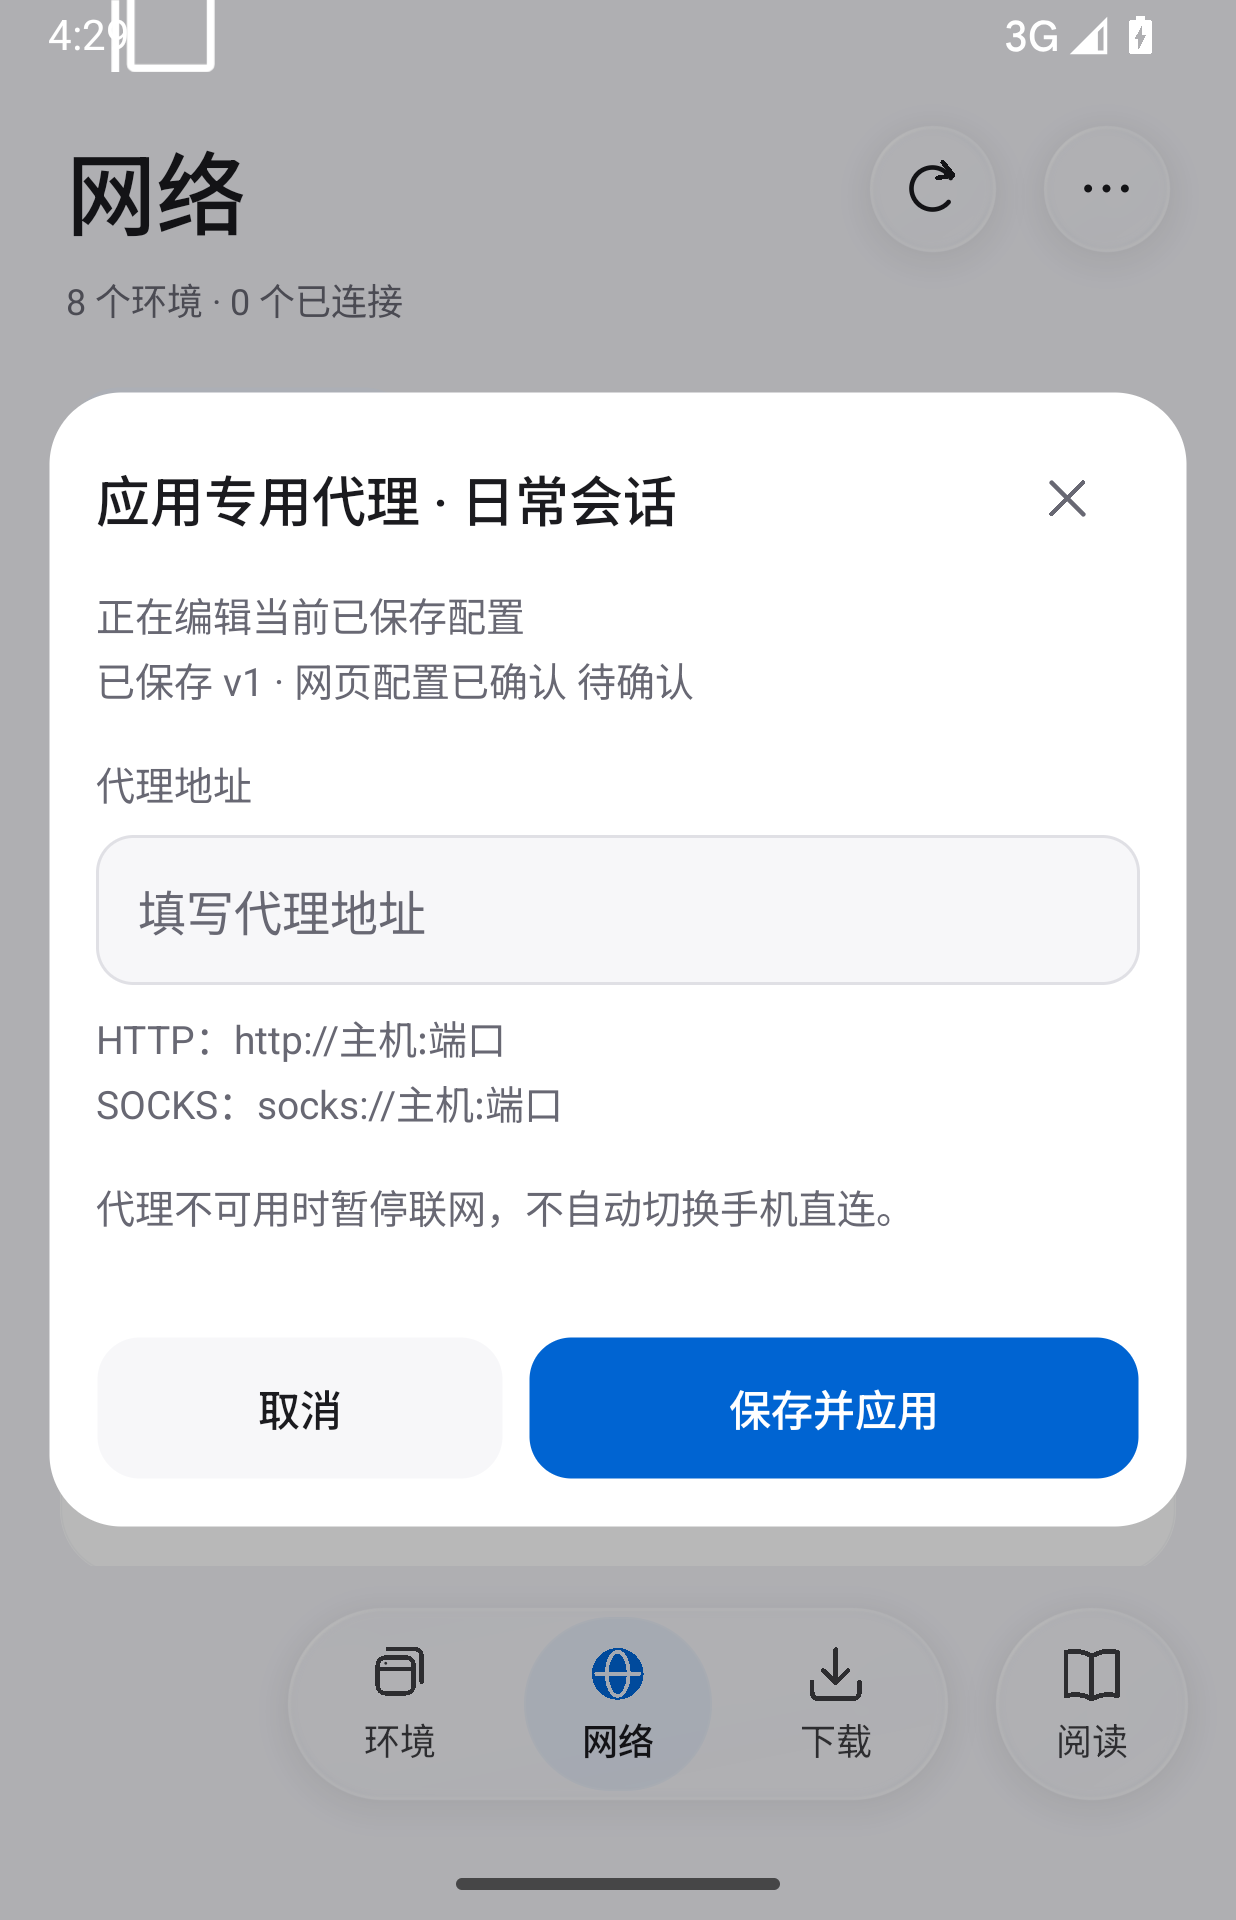 4:29
3G
网络
8 个环境 · 0 个已连接
应用专用代理 · 日常会话
正在编辑当前已保存配置
已保存 v1 · 网页配置已确认 待确认
代理地址
填写代理地址
HTTP：http://主机:端口
SOCKS：socks://主机:端口
代理不可用时暂停联网，不自动切换手机直连。
取消
保存并应用
环境
网络
下载
阅读